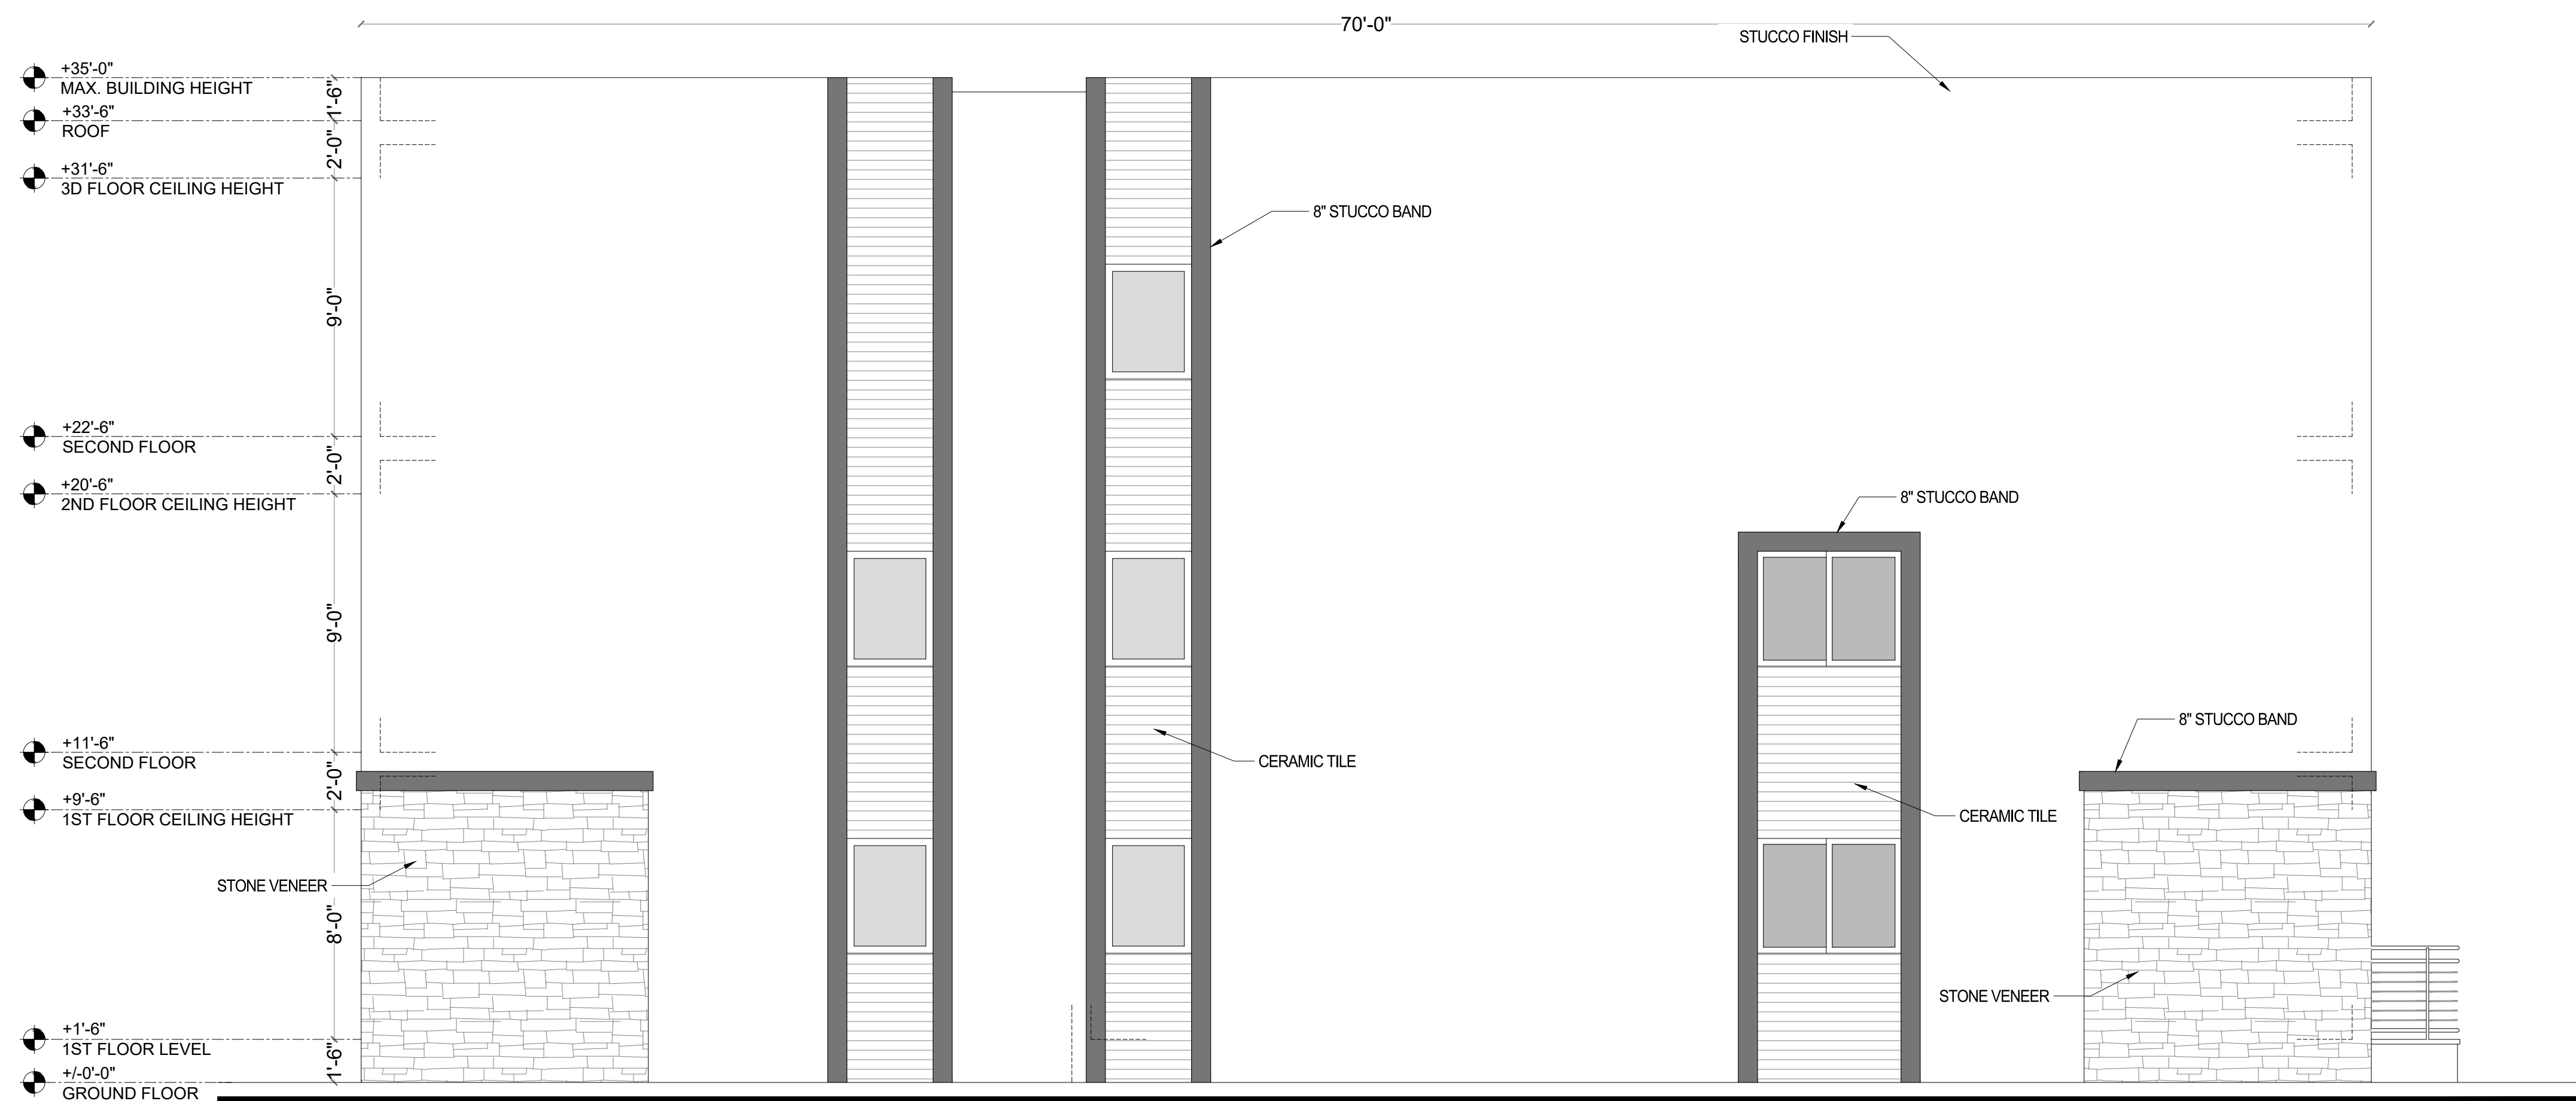 70'-0"
STUCCO FINISH
+35'-0"
MAX. BUILDING HEIGHT
1'-6"
+33'-6"
ROOF
2'-0"
+31'-6"
3D FLOOR CEILING HEIGHT
8" STUCCO BAND
9'-0"
+22'-6"
SECOND FLOOR
2'-0"
+20'-6"
2ND FLOOR CEILING HEIGHT
8" STUCCO BAND
9'-0"
8" STUCCO BAND
+11'-6"
SECOND FLOOR
CERAMIC TILE
2'-0"
+9'-6"
1ST FLOOR CEILING HEIGHT
CERAMIC TILE
STONE VENEER
8'-0"
STONE VENEER
+1'-6"
1ST FLOOR LEVEL
1'-6"
+/-0'-0"
GROUND FLOOR